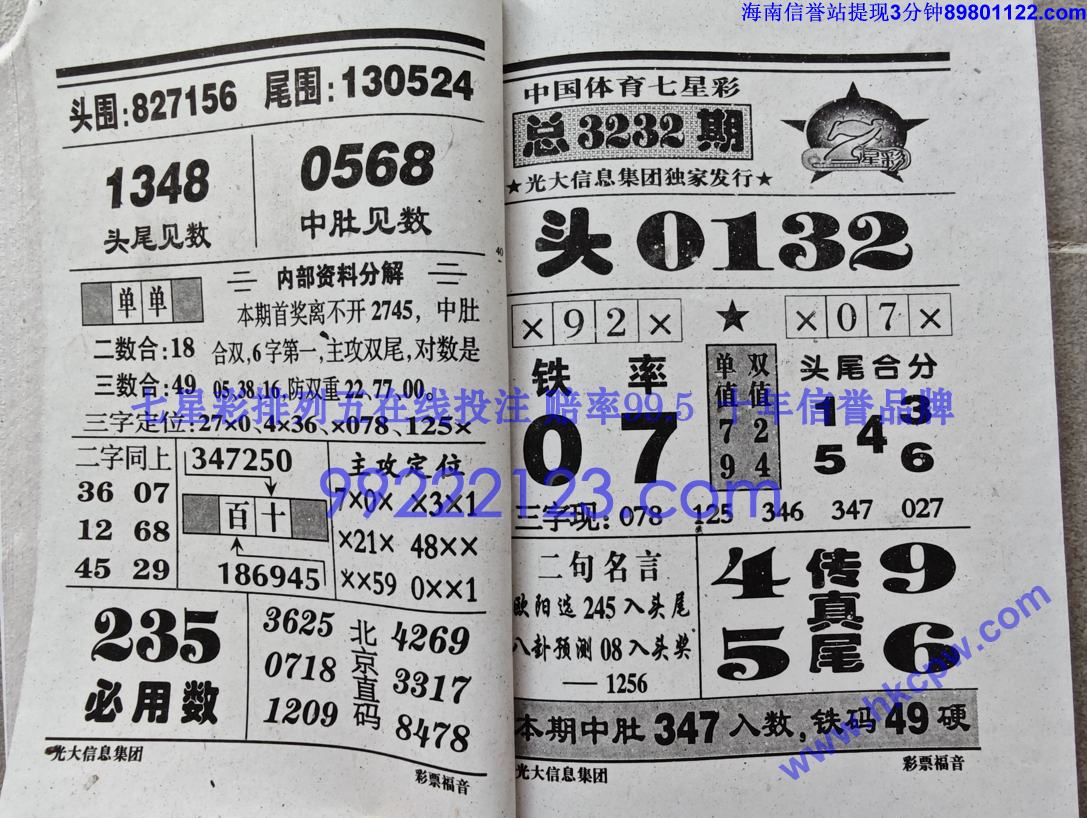 海南信誉站提现3分钟89801122.com
头围:827156 尾围:130524
1348
头尾见数
0568
中肚见数
单单
内部资料分解
本期首奖离不开2745，中肚
二数合:18
合双,6字第一,主攻双尾,对数是
三数合:49
05,38,16,防双重22,77,00。
三字定位:27×0、4×36、×078、125×
二字同上
36 07
12 68
45 29
347250
百十
186945
主攻定位
7×0× ×3×1
×21× 48××
××59 0××1
235
必用数
3625
0718
1209
北京直码
4269
3317
8478
光大信息集团
彩票福音
40
中国体育七星彩
总3232期
★光大信息集团独家发行★
7星彩
头0132
×92× ★ ×07×
铁率
07
单值79
双值24
头尾合分
1 3
4
5 6
三字现: 078 125 346 347 027
二句名言
欧阳选245入头尾
八卦预测08入头奖
——1256
4 9
5 6
传真尾
本期中肚347入数,铁码49硬
光大信息集团
彩票福音
七星彩排列五在线投注 赔率99.5 十年信誉品牌
99222123.com
www.hkcpw.com